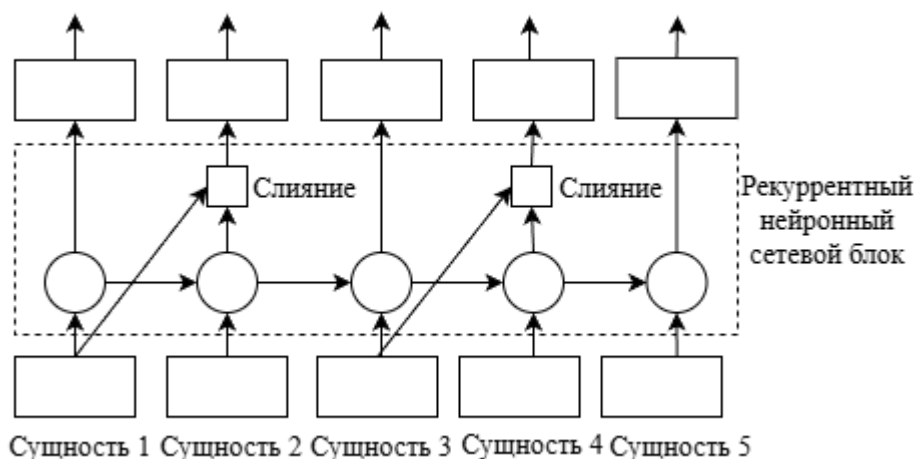 Слияние
Слияние
Рекуррентный
нейронный
сетевой блок
Сущность 1 Сущность 2 Сущность 3 Сущность 4 Сущность 5